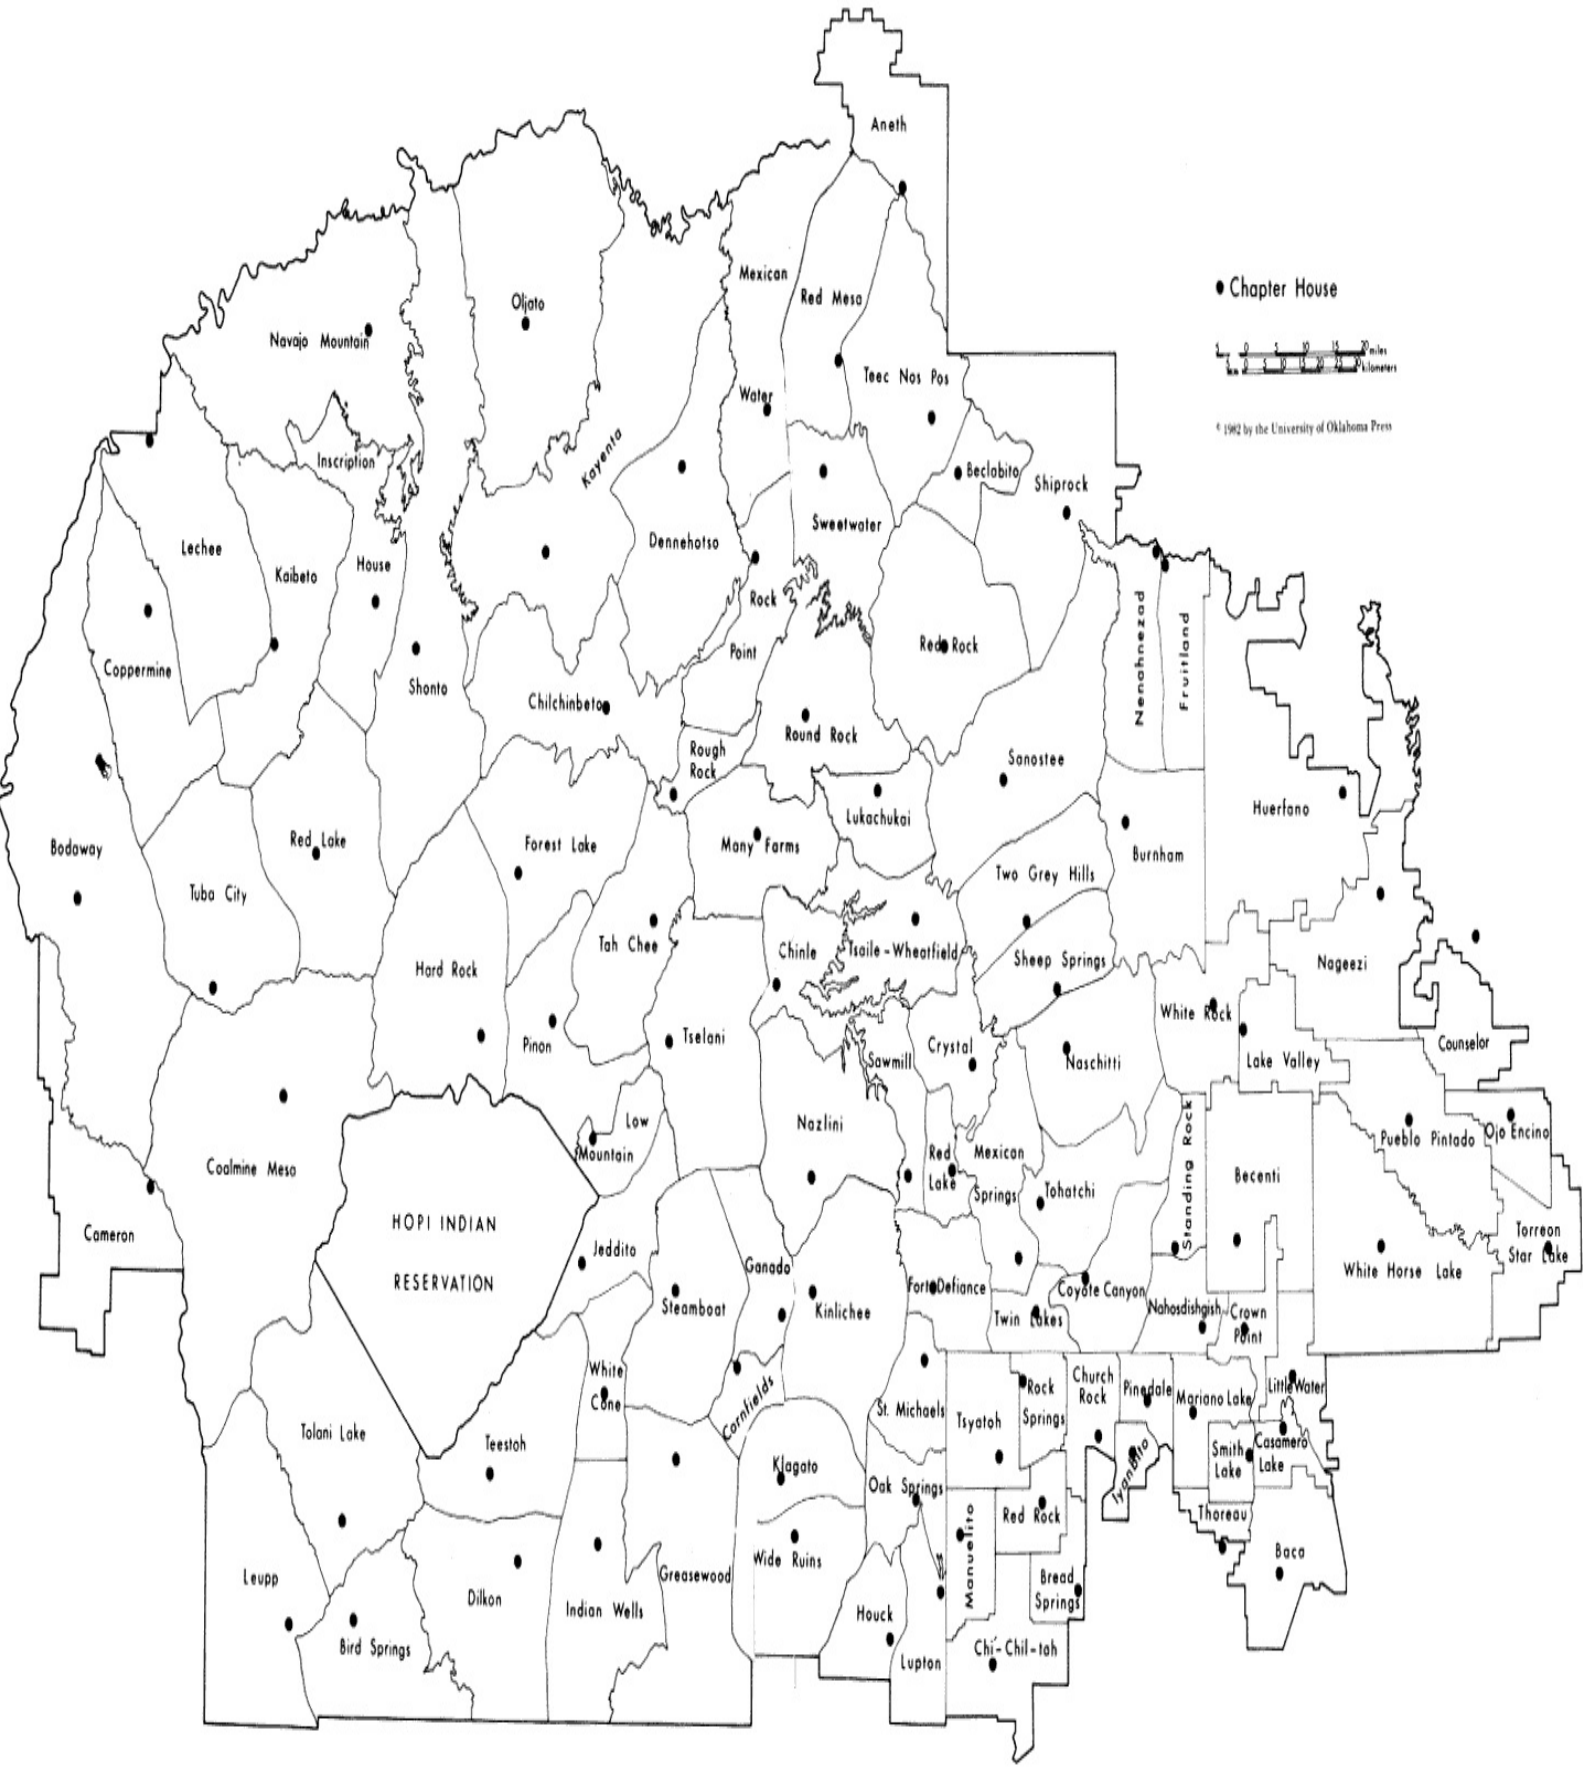 Aneth
Mexican
Water
Red Mesa
Oljato
Navajo Mountain
Chapter House
5 0 5 10 15 20 miles
kilometers
© 1982 by the University of Oklahoma Press
Teec Nos Pos
Kayenta
Inscription
House
Beclabito
Shiprock
Sweetwater
Dennehotso
Lechee
Kaibeto
Rock
Point
Nenahnezad
Fruitland
Red Rock
Coppermine
Shonto
Chilchinbeto
Round Rock
Rough
Rock
Sanostee
Huerfano
Lukachukai
Many Farms
Burnham
Bodaway
Red Lake
Forest Lake
Two Grey Hills
Tuba City
Tah Chee
Chinle
Tsaile-Wheatfield
Sheep Springs
Nageezi
Hard Rock
White Rock
Pinon
Tselani
Sawmill
Crystal
Naschitti
Lake Valley
Counselor
Low
Mountain
Nazlini
Red
Lake
Mexican
Springs
Tohatchi
Standing Rock
Becenti
Pueblo Pintado
Ojo Encino
Coalmine Mesa
HOPI INDIAN
RESERVATION
Cameron
Jeddito
Steamboat
Ganado
Kinlichee
Fort Defiance
Twin Lakes
Coyote Canyon
Nahosdishgish
Crown
Point
White Horse Lake
Torreon
Star Lake
White
Cone
Cornfields
St. Michaels
Tsyatoh
Rock
Springs
Church
Rock
Pinedale
Mariano Lake
Little Water
Tolani Lake
Teestoh
Klagato
Oak Springs
Iyanbito
Smith
Lake
Casamero
Lake
Manuelito
Red Rock
Thoreau
Leupp
Bird Springs
Dilkon
Indian Wells
Greasewood
Wide Ruins
Houck
Lupton
Bread
Springs
Baca
Chi-Chil-tah